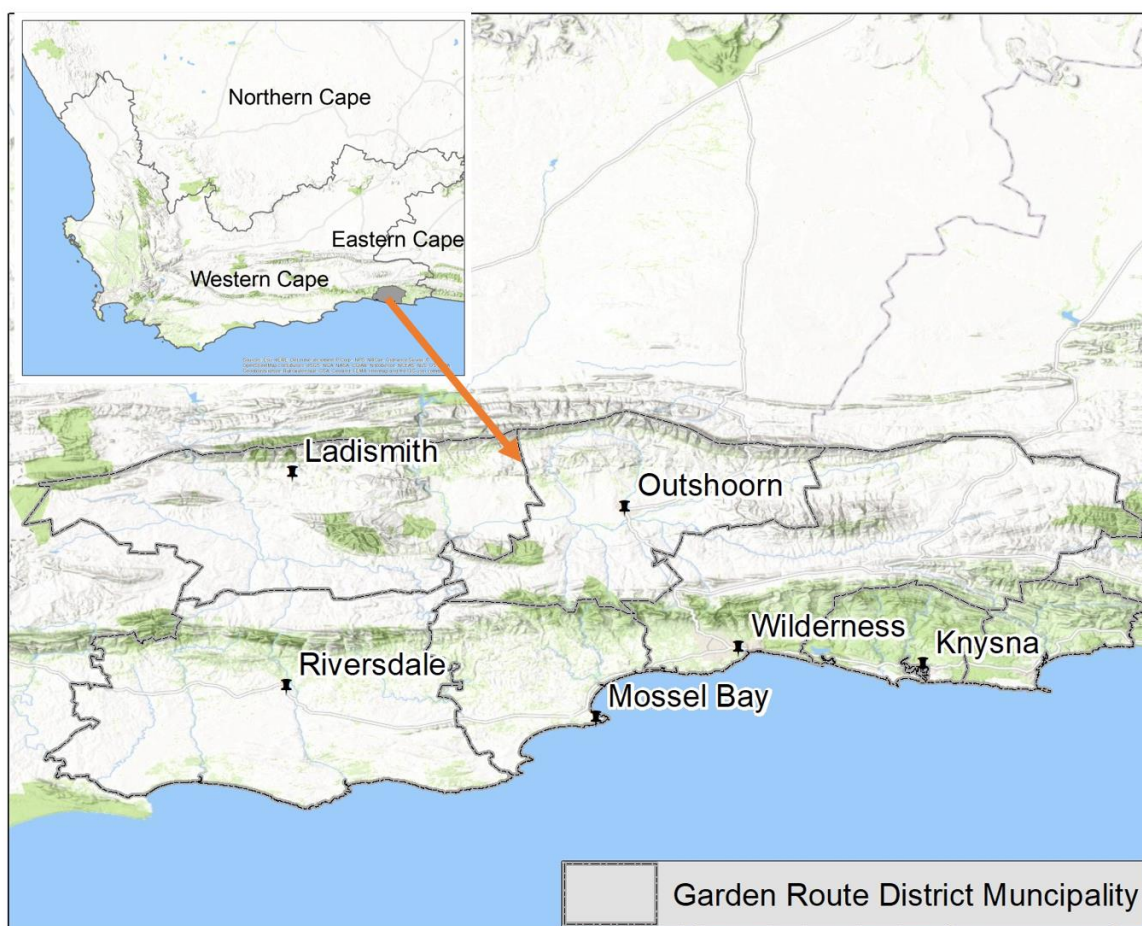 Northern Cape
Eastern Cape
Western Cape
Ladismith
Outshoorn
Wilderness
Knysna
Riversdale
Mossel Bay
Garden Route District Muncipality